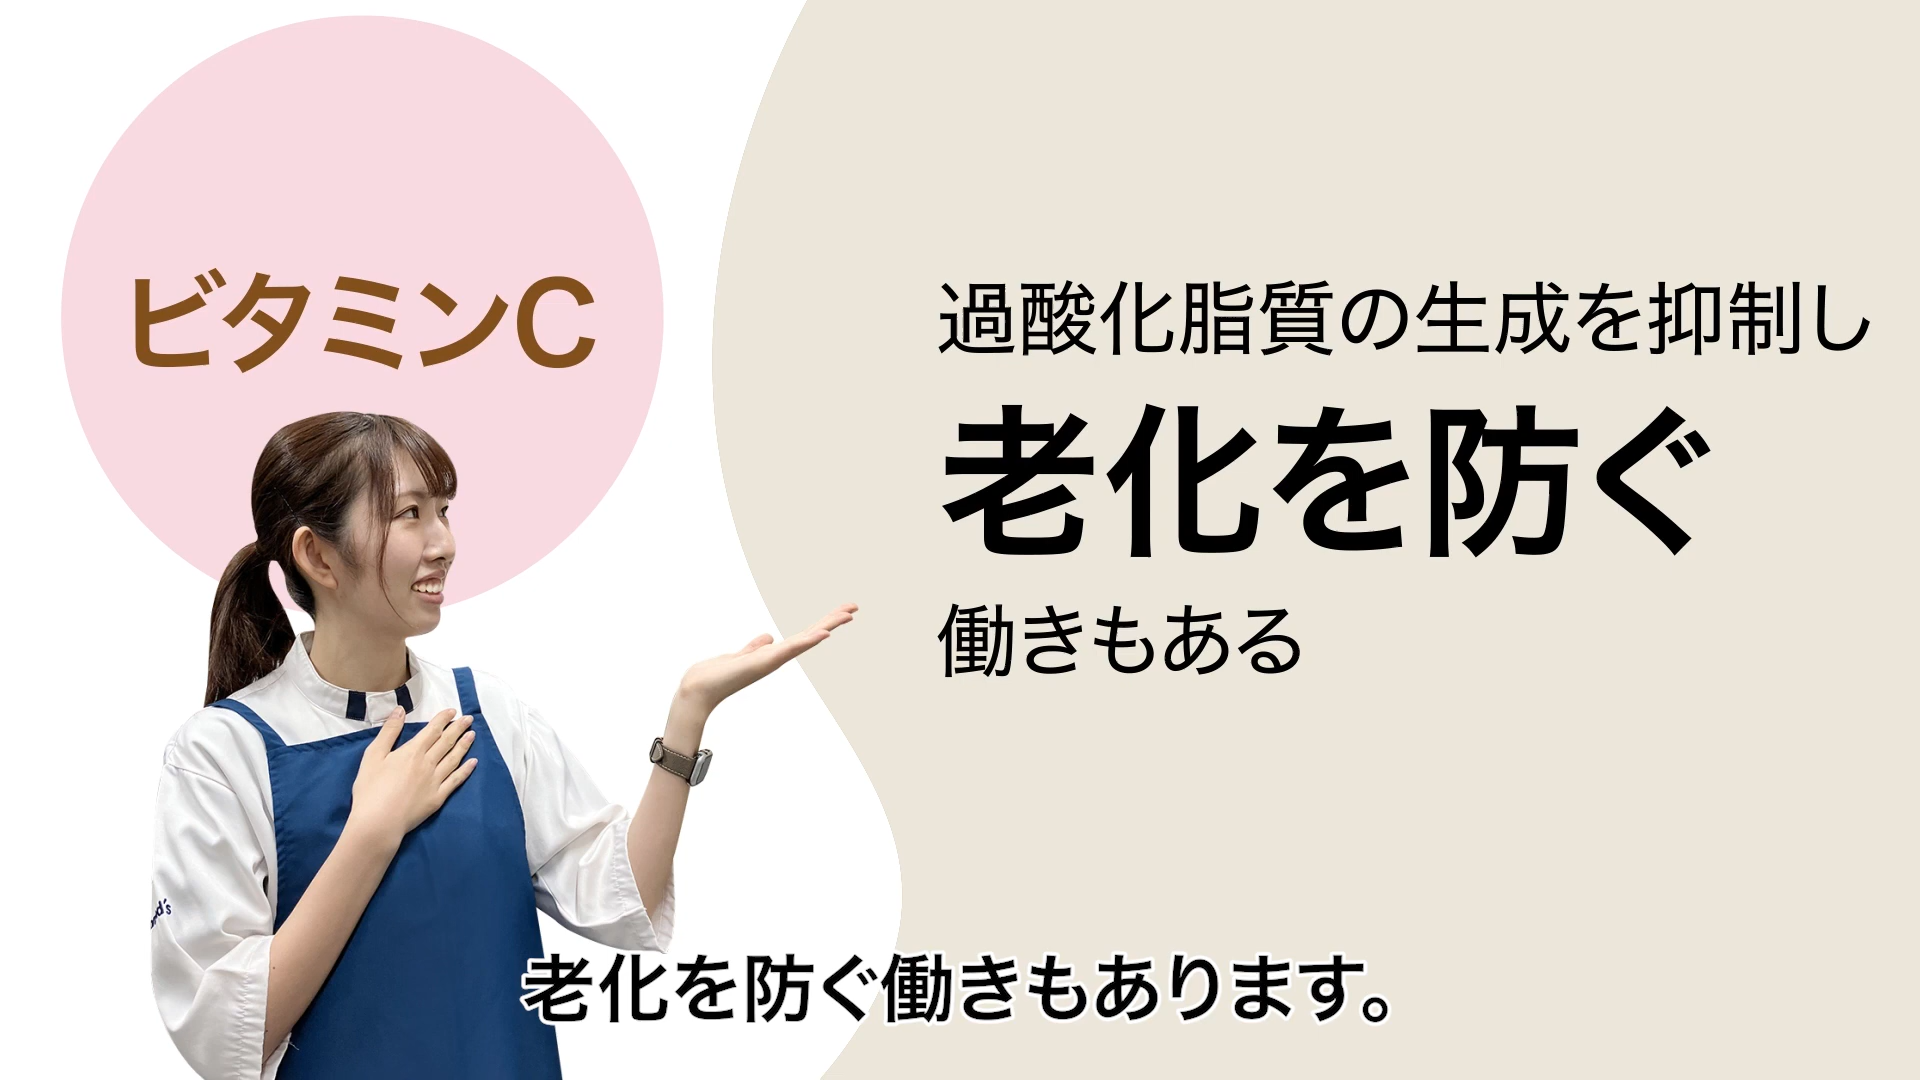 ビタミンC
過酸化脂質の生成を抑制し
老化を防ぐ
働きもある
老化を防ぐ働きもあります。